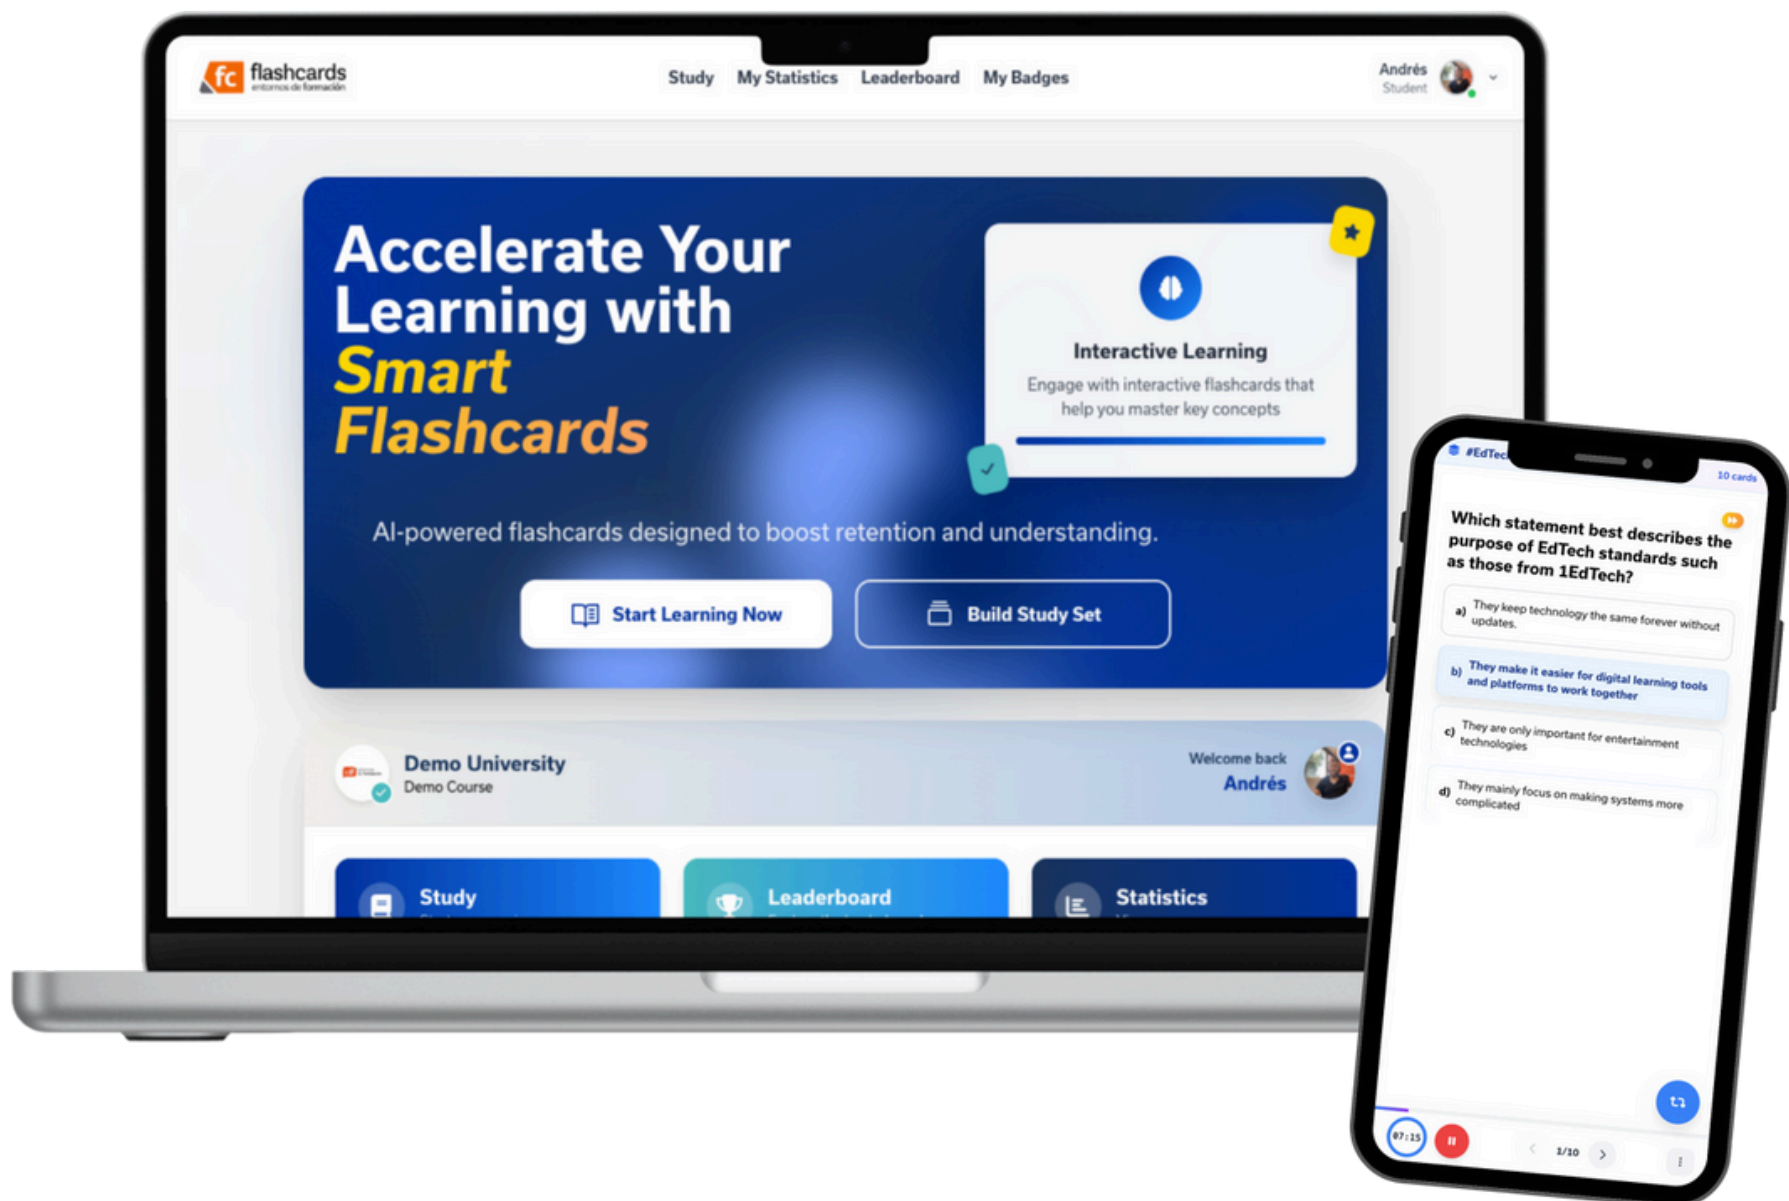 fc flashcards
entornos de formación
Study My Statistics Leaderboard My Badges
Andrés
Student
Accelerate Your
Learning with
Smart
Flashcards
Interactive Learning
Engage with interactive flashcards that
help you master key concepts
AI-powered flashcards designed to boost retention and understanding.
Start Learning Now
Build Study Set
Demo University
Demo Course
Welcome back
Andrés
Study
Leaderboard
Statistics
10 cards
Which statement best describes the
purpose of EdTech standards such
as those from 1EdTech?
a) They keep technology the same forever without
updates.
b) They make it easier for digital learning tools
and platforms to work together
c) They are only important for entertainment
technologies
d) They mainly focus on making systems more
complicated
07:15
1/10